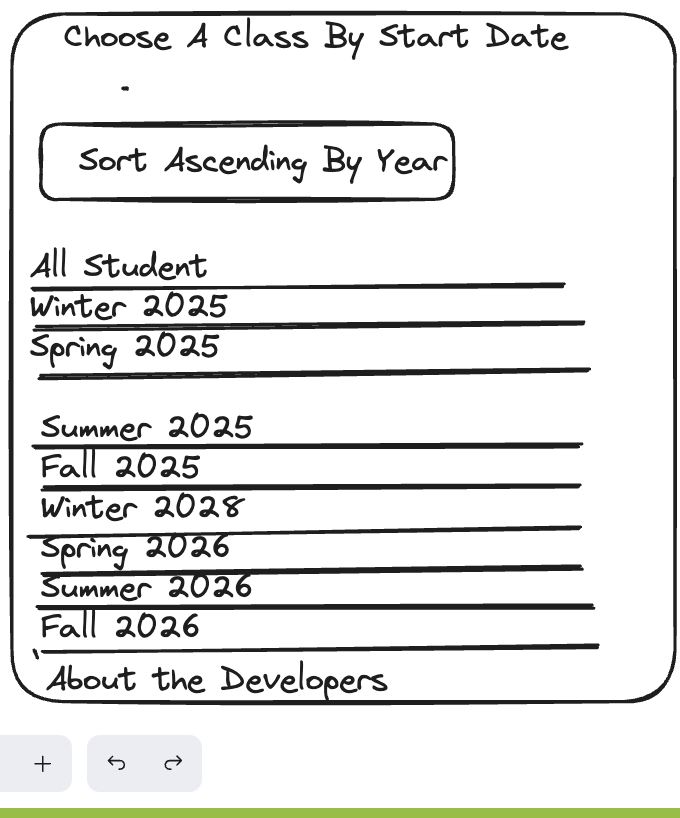 Choose A Class By Start Date
Sort Ascending By Year
All Student
Winter 2025
Spring 2025
Summer 2025
Fall 2025
Winter 2028
Spring 2026
Summer 2026
Fall 2026
About the Developers